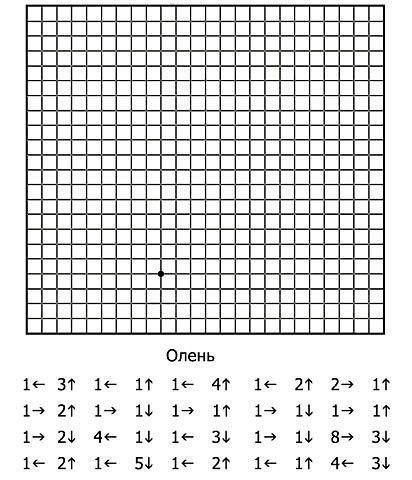 Олень
1← 3↑ 1← 1↑ 1← 4↑ 1← 2↑ 2→ 1↑
1→ 2↑ 1→ 1↓ 1→ 1↑ 1→ 1↓ 1→ 1↑
1→ 2↓ 4← 1↓ 1← 3↓ 1→ 1↓ 8→ 3↓
1← 2↑ 1← 5↓ 1← 2↑ 1← 1↑ 4← 3↓